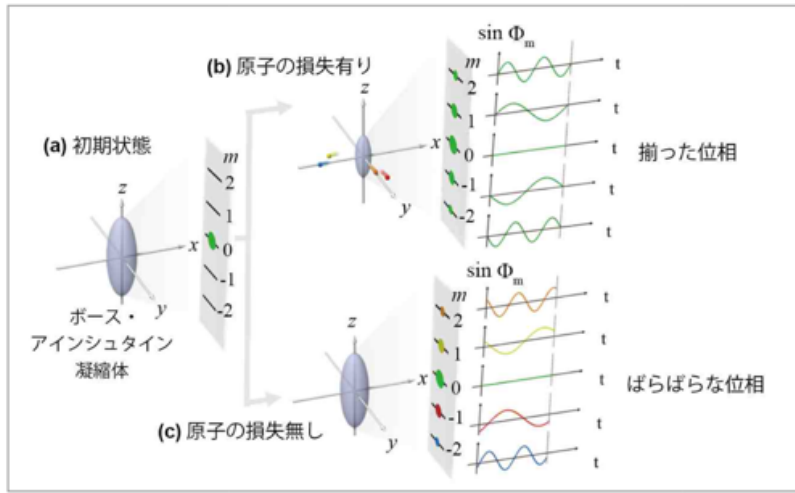 (a) 初期状態
z
x
y
m
2
1
0
-1
-2
ボース・
アインシュタイン
凝縮体
(b) 原子の損失有り
z
x
y
m
2
1
0
-1
-2
sin Φm
t
t
t
t
t
揃った位相
(c) 原子の損失無し
z
x
y
m
2
1
0
-1
-2
sin Φm
t
t
t
t
t
ばらばらな位相